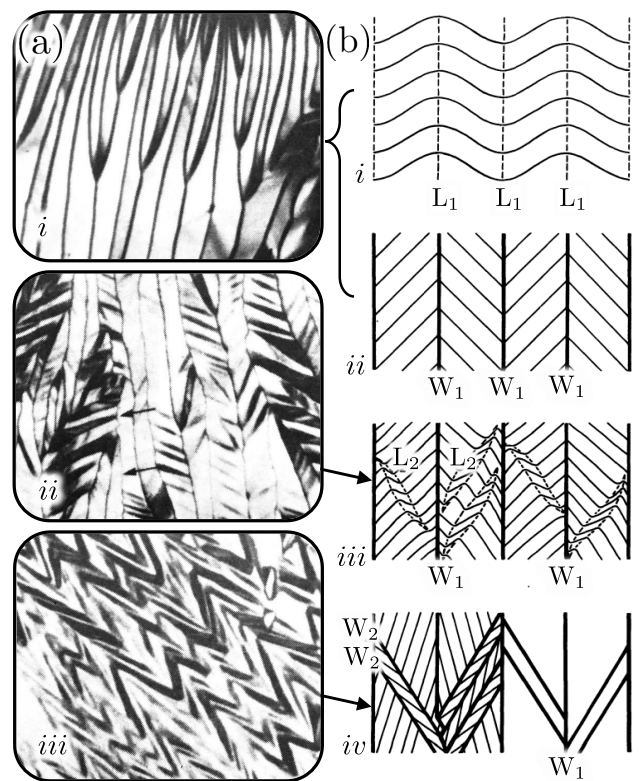 (a)
i
ii
iii
(b)
i
L₁ L₁ L₁
ii
W₁ W₁ W₁
L₂ L₂
iii
W₁ W₁
W₂
W₂
iv
W₁